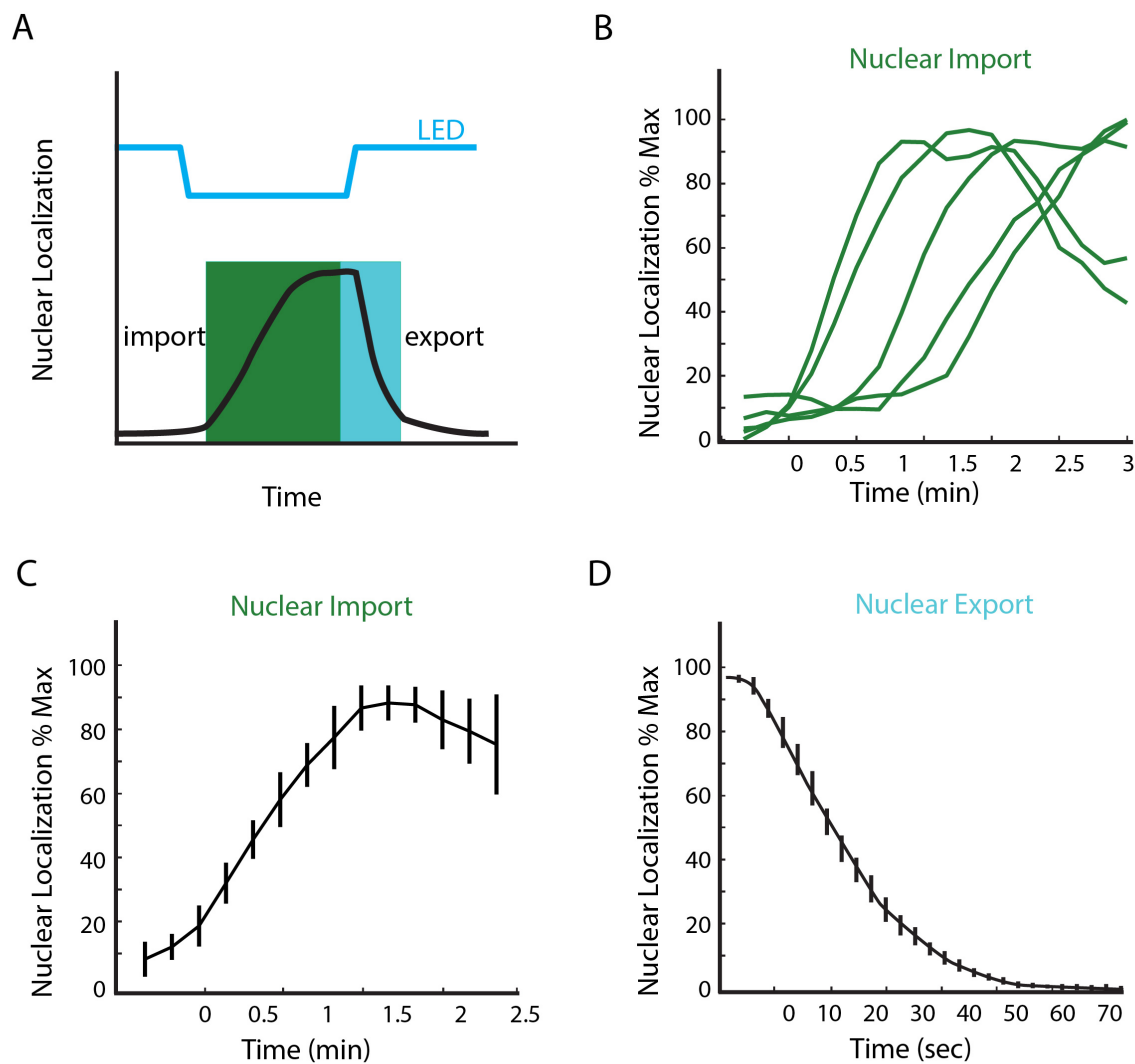 A
LED
Nuclear Localization
import
export
Time
B
Nuclear Import
Nuclear Localization % Max
100
80
60
40
20
0
0 0.5 1 1.5 2 2.5 3
Time (min)
C
Nuclear Import
Nuclear Localization % Max
100
80
60
40
20
0
0 0.5 1 1.5 2 2.5
Time (min)
D
Nuclear Export
Nuclear Localization % Max
100
80
60
40
20
0
0 10 20 30 40 50 60 70
Time (sec)